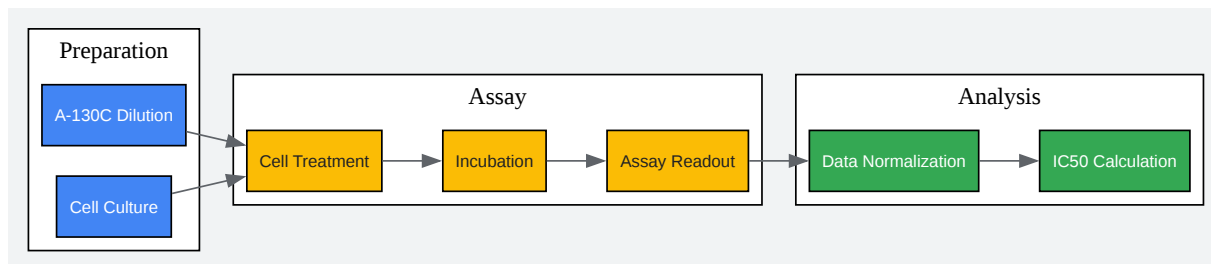 Preparation
A-130C Dilution
Cell Culture
Assay
Cell Treatment
Incubation
Assay Readout
Analysis
Data Normalization
IC50 Calculation